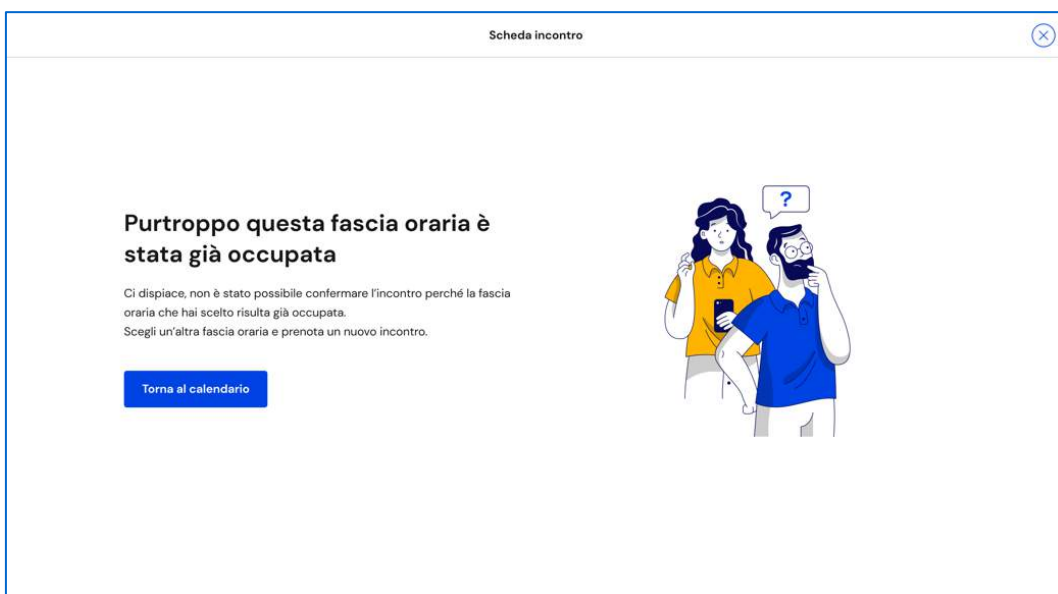 Scheda incontro
Purtroppo questa fascia oraria è
stata già occupata
?
Ci dispiace, non è stato possibile confermare l'incontro perché la fascia
oraria che hai scelto risulta già occupata.
Scegli un'altra fascia oraria e prenota un nuovo incontro.
Torna al calendario